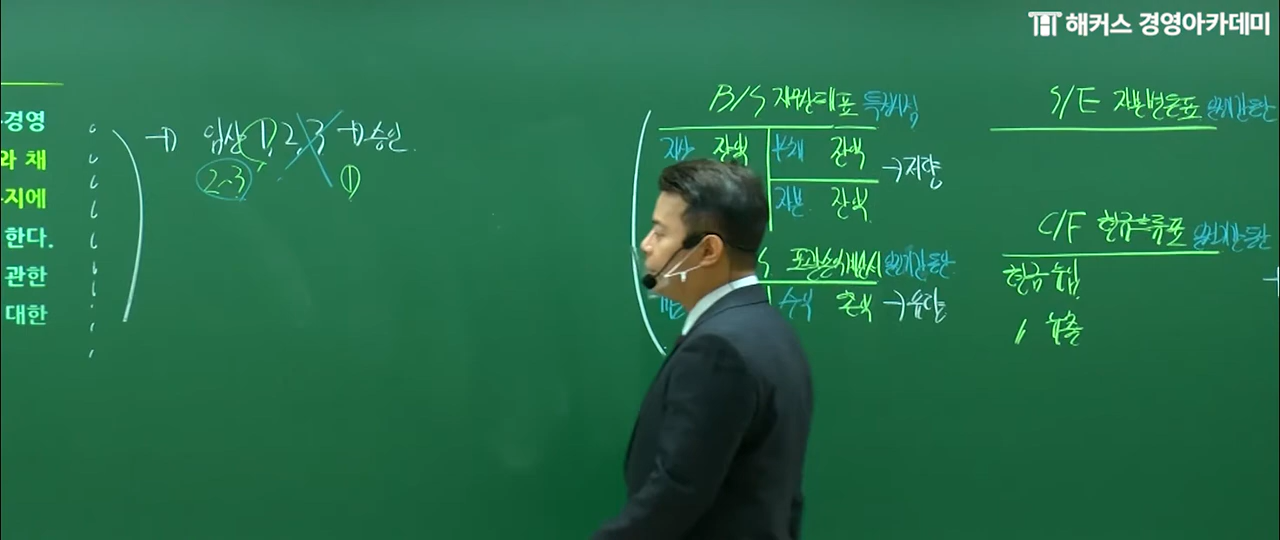 해커스 경영아카데미
경영
와 채
지에
한다.
관한
대한
→ 임상 1, 2, 3 → 승인.
2~3 ①
B/S 재무상태표 특정시점
자산 잔액 부채 잔액
자본 잔액
→ 저량
포괄손익계산서 일정기간동안
수익 총액 → 유량
S/E 자본변동표 일정기간동안
C/F 현금흐름표 일정기간동안
현금 유입
〃 유출